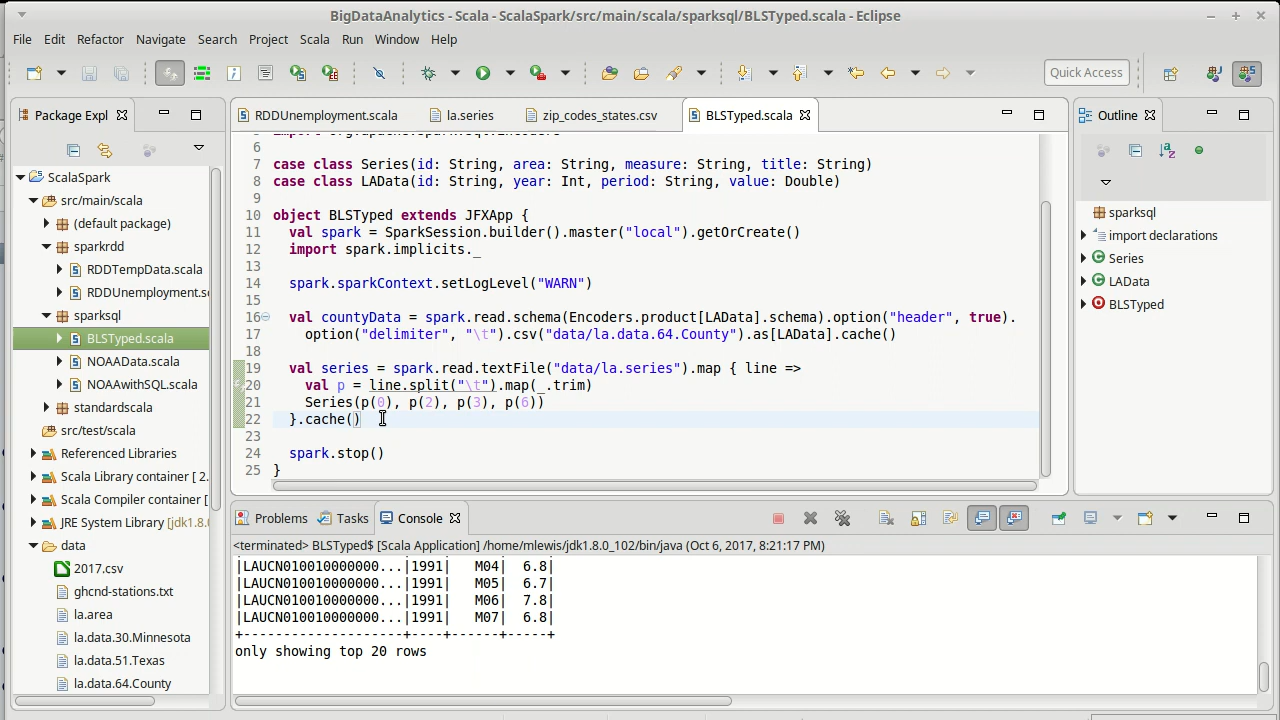 BigDataAnalytics - Scala - ScalaSpark/src/main/scala/sparksql/BLSTyped.scala - Eclipse
File Edit Refactor Navigate Search Project Scala Run Window Help
Quick Access
Package Expl
RDDUnemployment.scala
la.series
zip_codes_states.csv
BLSTyped.scala
Outline
ScalaSpark
src/main/scala
(default package)
sparkrdd
RDDTempData.scala
RDDUnemployment.sc
sparksql
BLSTyped.scala
NOAAData.scala
NOAAwithSQL.scala
standardscala
src/test/scala
Referenced Libraries
Scala Library container [ 2.
Scala Compiler container [
JRE System Library [jdk1.8.0
data
2017.csv
ghcnd-stations.txt
la.area
la.data.30.Minnesota
la.data.51.Texas
la.data.64.County
6
7 case class Series(id: String, area: String, measure: String, title: String)
8 case class LAData(id: String, year: Int, period: String, value: Double)
9
10 object BLSTyped extends JFXApp {
11 val spark = SparkSession.builder().master("local").getOrCreate()
12 import spark.implicits._
13
14 spark.sparkContext.setLogLevel("WARN")
15
16 val countyData = spark.read.schema(Encoders.product[LAData].schema).option("header", true).
17 option("delimiter", "\t").csv("data/la.data.64.County").as[LAData].cache()
18
19 val series = spark.read.textFile("data/la.series").map { line =>
20 val p = line.split("\t").map(_.trim)
21 Series(p(0), p(2), p(3), p(6))
22 }.cache()
23
24 spark.stop()
25 }
sparksql
import declarations
Series
LAData
BLSTyped
Problems Tasks Console
<terminated> BLSTyped$ [Scala Application] /home/mlewis/jdk1.8.0_102/bin/java (Oct 6, 2017, 8:21:17 PM)
|LAUCN010010000000...|1991| M04| 6.8|
|LAUCN010010000000...|1991| M05| 6.7|
|LAUCN010010000000...|1991| M06| 7.8|
|LAUCN010010000000...|1991| M07| 6.8|
+--------------------+----+------+-----+
only showing top 20 rows